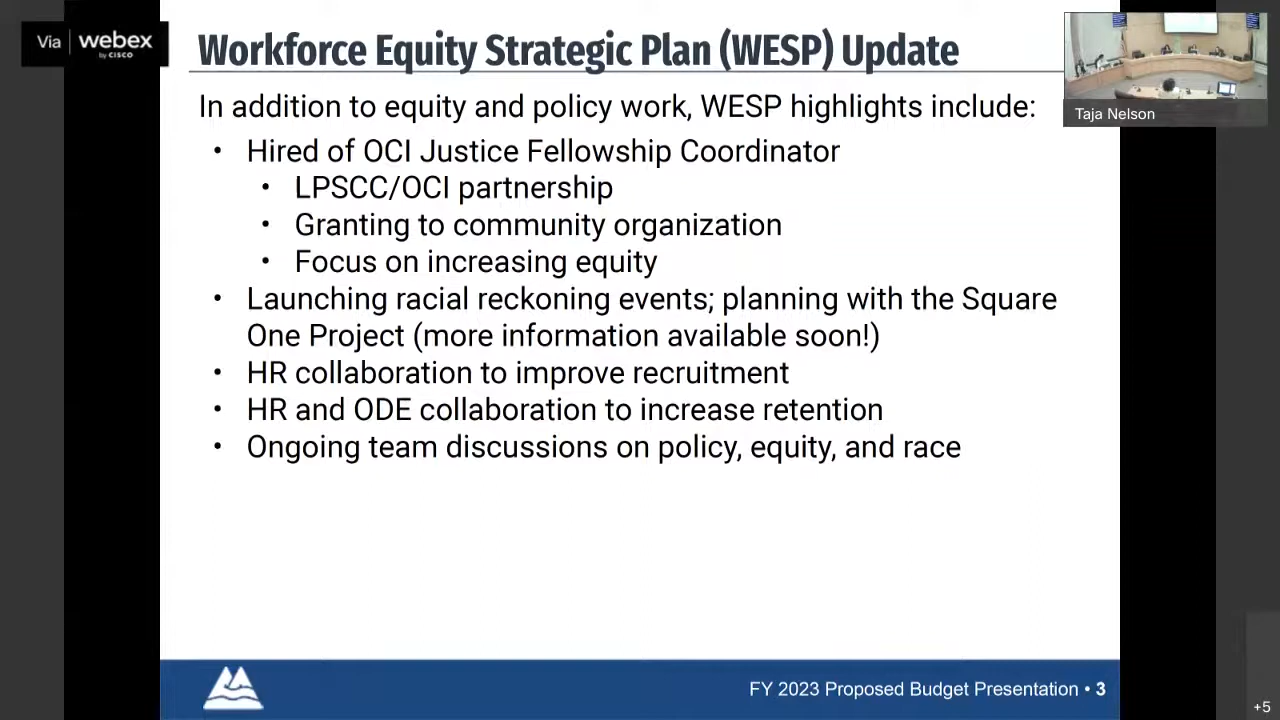 Via | webex
by CISCO
Workforce Equity Strategic Plan (WESP) Update
Taja Nelson
In addition to equity and policy work, WESP highlights include:
• Hired of OCI Justice Fellowship Coordinator
• LPSCC/OCI partnership
• Granting to community organization
• Focus on increasing equity
• Launching racial reckoning events; planning with the Square
One Project (more information available soon!)
• HR collaboration to improve recruitment
• HR and ODE collaboration to increase retention
• Ongoing team discussions on policy, equity, and race
FY 2023 Proposed Budget Presentation • 3
+5